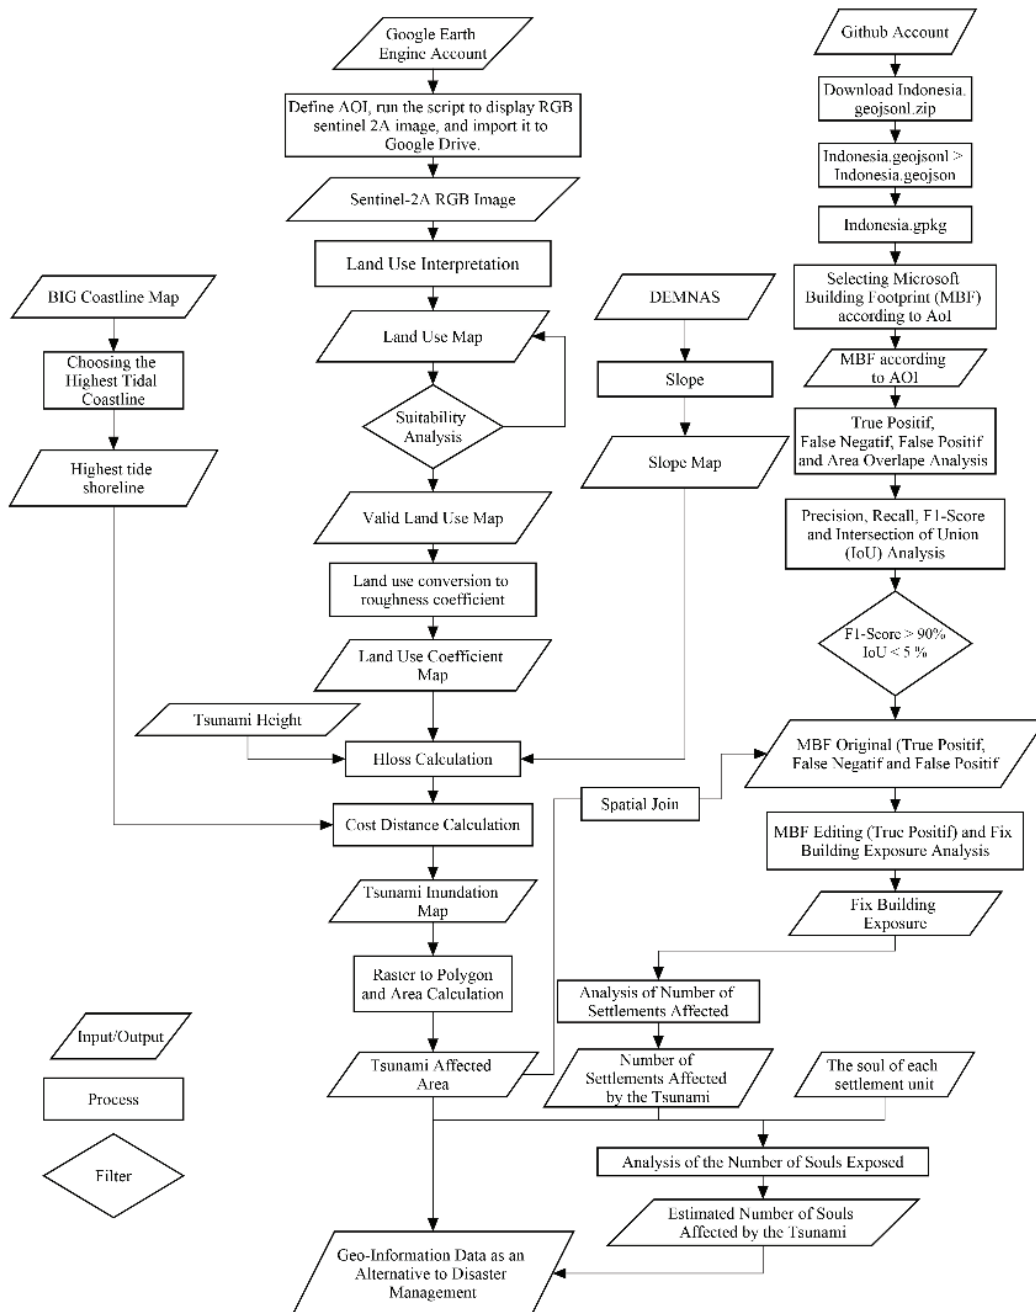 Google Earth
Engine Account
Define AOI, run the script to display RGB
sentinel 2A image, and import it to
Google Drive.
Sentinel-2A RGB Image
Land Use Interpretation
Land Use Map
Suitability
Analysis
Valid Land Use Map
Land use conversion to
roughness coefficient
Land Use Coefficient
Map
Tsunami Height
Hloss Calculation
Cost Distance Calculation
Tsunami Inundation
Map
Raster to Polygon
and Area Calculation
Tsunami Affected
Area
Geo-Information Data as an
Alternative to Disaster
Management
BIG Coastline Map
Choosing the
Highest Tidal
Coastline
Highest tide
shoreline
DEMNAS
Slope
Slope Map
Github Account
Download Indonesia.
geojsonl.zip
Indonesia.geojsonl >
Indonesia.geojson
Indonesia.gpkg
Selecting Microsoft
Building Footprint (MBF)
according to AoI
MBF according
to AOI
True Positif,
False Negatif, False Positif
and Area Overlape Analysis
Precision, Recall, F1-Score
and Intersection of Union
(IoU) Analysis
F1-Score > 90%
IoU < 5 %
MBF Original (True Positif,
False Negatif and False Positif
Spatial Join
MBF Editing (True Positif) and Fix
Building Exposure Analysis
Fix Building
Exposure
Analysis of Number of
Settlements Affected
Number of
Settlements Affected
by the Tsunami
The soul of each
settlement unit
Analysis of the Number of Souls Exposed
Estimated Number of Souls
Affected by the Tsunami
Input/Output
Process
Filter